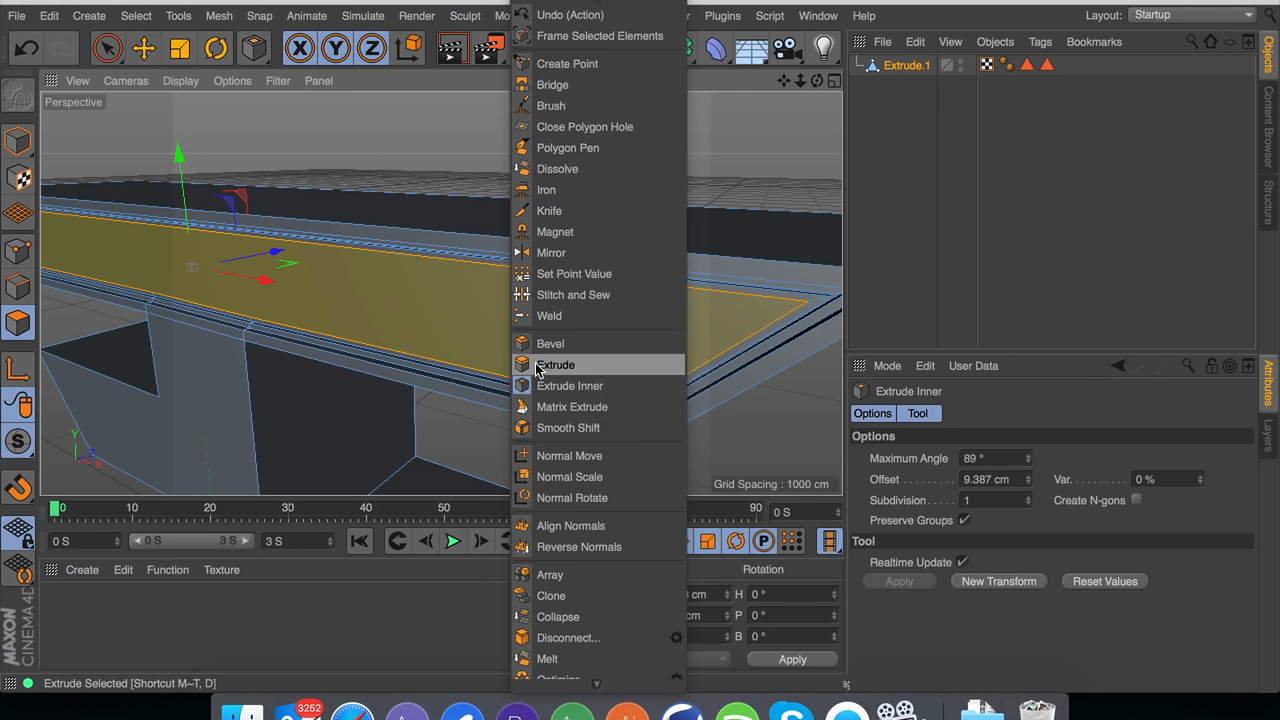 File Edit Create Select Tools Mesh Snap Animate Simulate Render Sculpt Plugins Script Window Help Layout: Startup
X Y Z
File Edit View Objects Tags Bookmarks
Extrude.1
View Cameras Display Options Filter Panel
Perspective
Undo (Action)
Frame Selected Elements
Create Point
Bridge
Brush
Close Polygon Hole
Polygon Pen
Dissolve
Iron
Knife
Magnet
Mirror
Set Point Value
Stitch and Sew
Weld
Bevel
Extrude
Extrude Inner
Matrix Extrude
Smooth Shift
Normal Move
Normal Scale
Normal Rotate
Align Normals
Reverse Normals
Array
Clone
Collapse
Disconnect...
Melt
Y Z X
Grid Spacing : 1000 cm
0 10 20 30 40 50 90 0 S
0 S 0 S 3 S 3 S
P
Create Edit Function Texture
Rotation
cm H 0 °
cm P 0 °
B 0 °
Apply
MAXON
CINEMA 4D
Extrude Selected [Shortcut M~T, D]
3252
Mode Edit User Data
Extrude Inner
Options Tool
Options
Maximum Angle 89 °
Offset 9.387 cm Var. 0 %
Subdivision 1 Create N-gons
Preserve Groups
Tool
Realtime Update
Apply New Transform Reset Values
Objects
Content Browser
Structure
Attributes
Layers